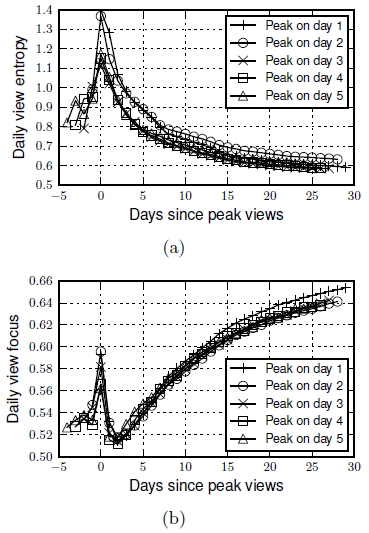 1.4
1.3
1.2
1.1
1.0
0.9
0.8
0.7
0.6
0.5
Daily view entropy
Peak on day 1
Peak on day 2
Peak on day 3
Peak on day 4
Peak on day 5
−5 0 5 10 15 20 25 30
Days since peak views
(a)
0.66
0.64
0.62
0.60
0.58
0.56
0.54
0.52
0.50
Daily view focus
Peak on day 1
Peak on day 2
Peak on day 3
Peak on day 4
Peak on day 5
−5 0 5 10 15 20 25 30
Days since peak views
(b)